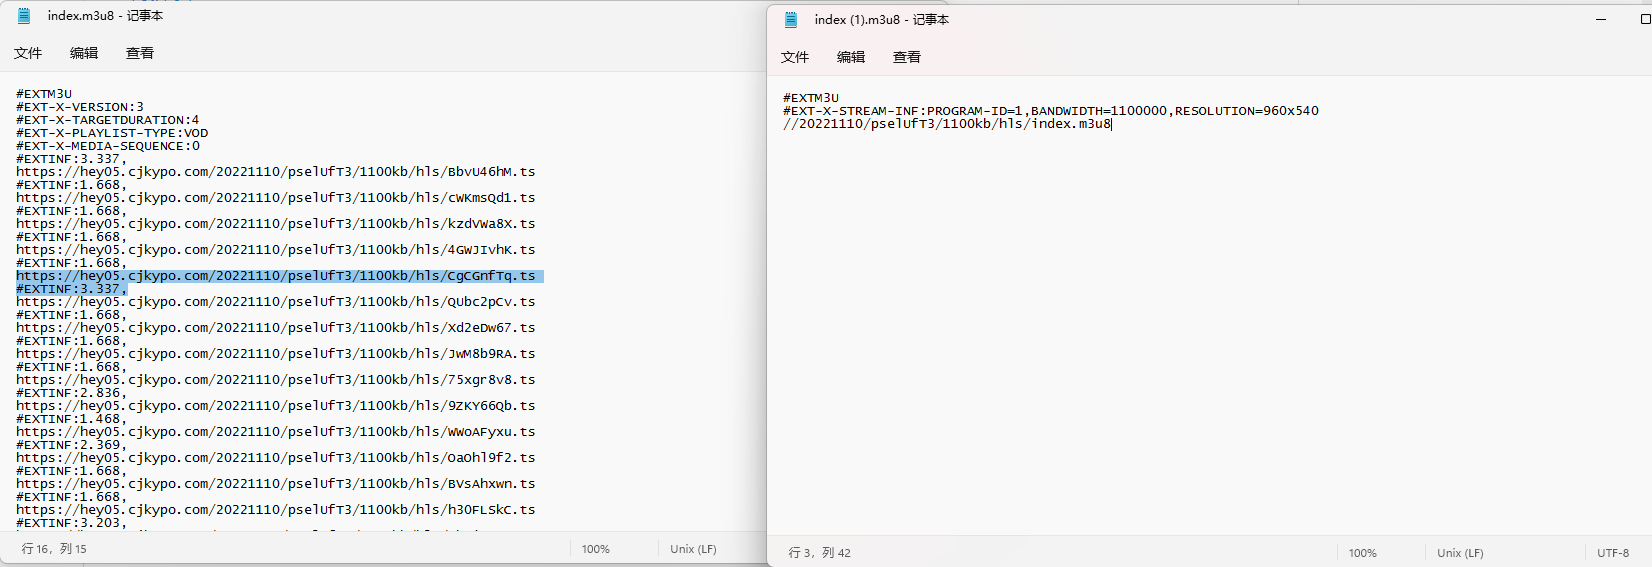 index.m3u8 - 记事本
文件 编辑 查看
#EXTM3U
#EXT-X-VERSION:3
#EXT-X-TARGETDURATION:4
#EXT-X-PLAYLIST-TYPE:VOD
#EXT-X-MEDIA-SEQUENCE:0
#EXTINF:3.337,
https://hey05.cjkypo.com/20221110/pselUfT3/1100kb/hls/BbvU46hM.ts
#EXTINF:1.668,
https://hey05.cjkypo.com/20221110/pselUfT3/1100kb/hls/cWKmsQd1.ts
#EXTINF:1.668,
https://hey05.cjkypo.com/20221110/pselUfT3/1100kb/hls/kzdVWa8X.ts
#EXTINF:1.668,
https://hey05.cjkypo.com/20221110/pselUfT3/1100kb/hls/4GWJIvhK.ts
#EXTINF:1.668,
https://hey05.cjkypo.com/20221110/pselUfT3/1100kb/hls/CgCGnfTq.ts
#EXTINF:3.337,
https://hey05.cjkypo.com/20221110/pselUfT3/1100kb/hls/QUbc2pCv.ts
#EXTINF:1.668,
https://hey05.cjkypo.com/20221110/pselUfT3/1100kb/hls/Xd2eDw67.ts
#EXTINF:1.668,
https://hey05.cjkypo.com/20221110/pselUfT3/1100kb/hls/JwM8b9RA.ts
#EXTINF:1.668,
https://hey05.cjkypo.com/20221110/pselUfT3/1100kb/hls/75xgr8v8.ts
#EXTINF:2.836,
https://hey05.cjkypo.com/20221110/pselUfT3/1100kb/hls/9ZKY66Qb.ts
#EXTINF:1.468,
https://hey05.cjkypo.com/20221110/pselUfT3/1100kb/hls/WWoAFyxu.ts
#EXTINF:2.369,
https://hey05.cjkypo.com/20221110/pselUfT3/1100kb/hls/OaOhl9f2.ts
#EXTINF:1.668,
https://hey05.cjkypo.com/20221110/pselUfT3/1100kb/hls/BVsAhxwn.ts
#EXTINF:1.668,
https://hey05.cjkypo.com/20221110/pselUfT3/1100kb/hls/h3OFLSkC.ts
#EXTINF:3.203,
行 16，列 15 100% Unix (LF)
index (1).m3u8 - 记事本
文件 编辑 查看
#EXTM3U
#EXT-X-STREAM-INF:PROGRAM-ID=1,BANDWIDTH=1100000,RESOLUTION=960x540
//20221110/pselUfT3/1100kb/hls/index.m3u8
行 3，列 42 100% Unix (LF) UTF-8